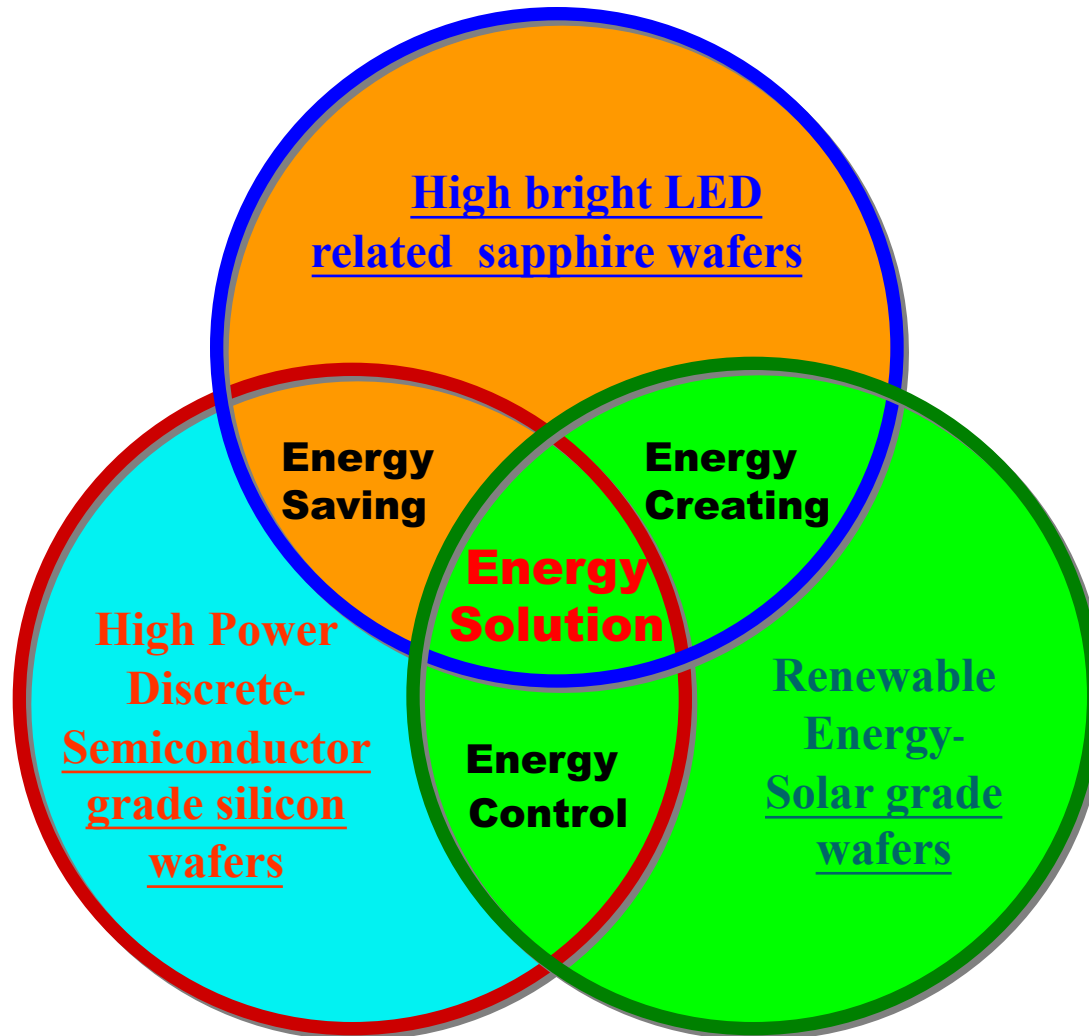 High bright LED
related sapphire wafers
Energy
Saving
Energy
Creating
Energy
Solution
High Power
Discrete-
Semiconductor
grade silicon
wafers
Renewable
Energy-
Solar grade
wafers
Energy
Control